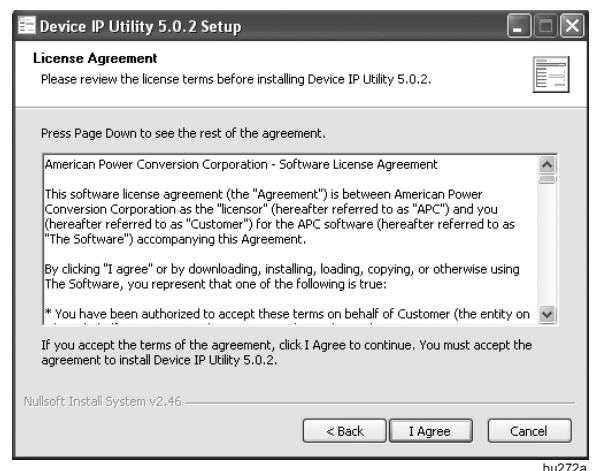 Device IP Utility 5.0.2 Setup
License Agreement
Please review the license terms before installing Device IP Utility 5.0.2.
Press Page Down to see the rest of the agreement.
American Power Conversion Corporation - Software License Agreement
This software license agreement (the "Agreement") is between American Power
Conversion Corporation as the "licensor" (hereafter referred to as "APC") and you
(hereafter referred to as "Customer") for the APC software (hereafter referred to as
"The Software") accompanying this Agreement.
By clicking "I agree" or by downloading, installing, loading, copying, or otherwise using
The Software, you represent that one of the following is true:
* You have been authorized to accept these terms on behalf of Customer (the entity on
If you accept the terms of the agreement, click I Agree to continue. You must accept the
agreement to install Device IP Utility 5.0.2.
Nullsoft Install System v2.46
< Back I Agree Cancel
bu272a